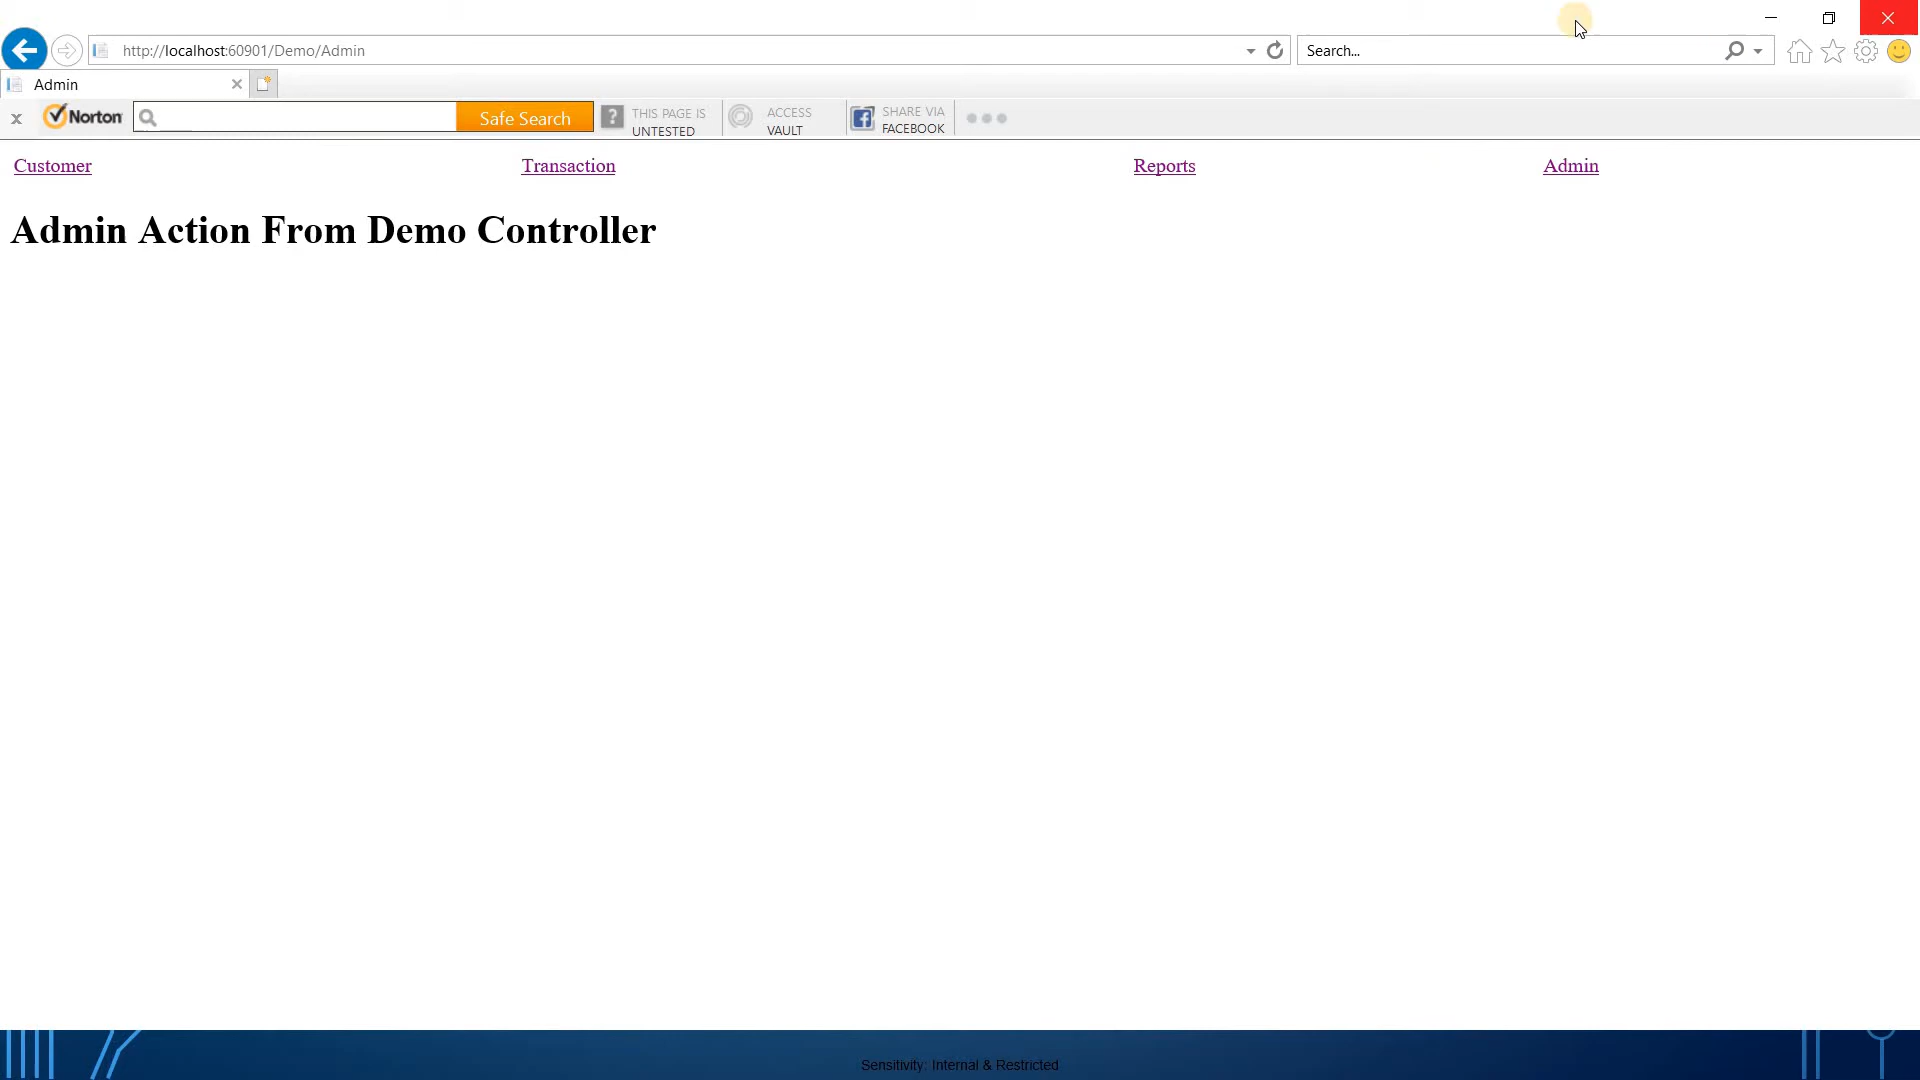 http://localhost:60901/Demo/Admin
Search...
Admin
Norton
Safe Search
THIS PAGE IS
UNTESTED
ACCESS
VAULT
SHARE VIA
FACEBOOK
Customer Transaction Reports Admin
Admin Action From Demo Controller
Sensitivity: Internal & Restricted